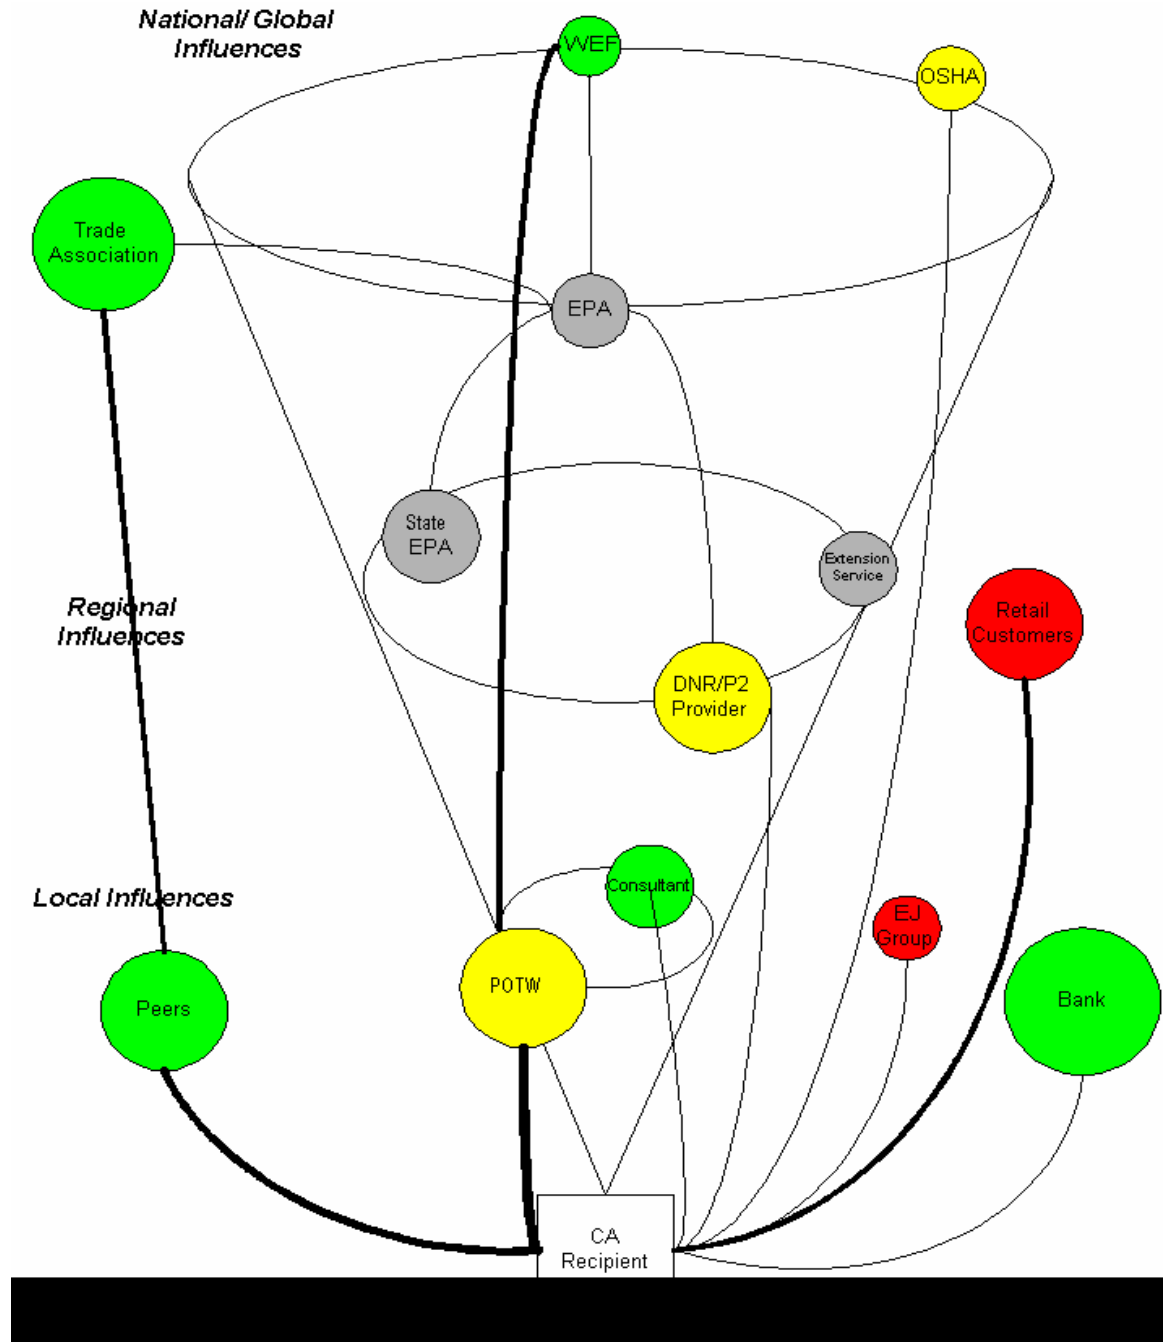 National/ Global
Influences
WEF
OSHA
Trade
Association
EPA
State
EPA
Extension
Service
Regional
Influences
Retail
Customers
DNR/P2
Provider
Consultant
Local Influences
EJ
Group
POTW
Bank
Peers
CA
Recipient